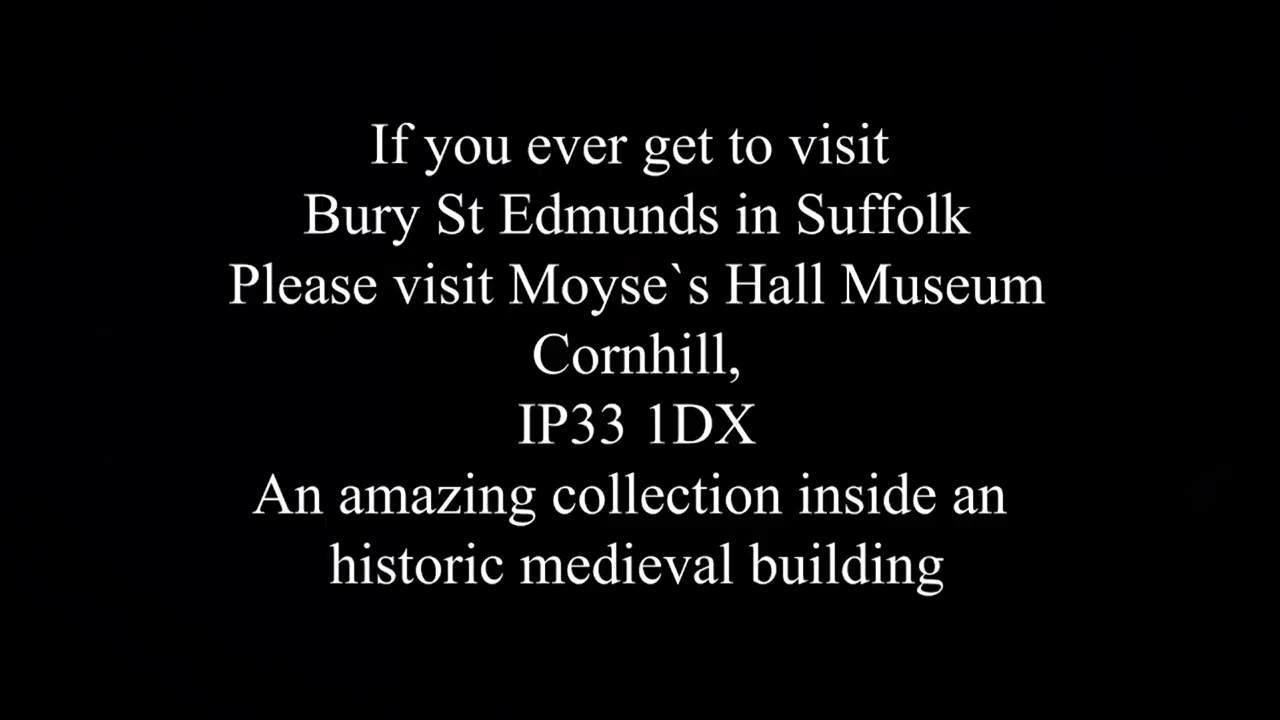 If you ever get to visit
Bury St Edmunds in Suffolk
Please visit Moyse`s Hall Museum
Cornhill,
IP33 1DX
An amazing collection inside an
historic medieval building